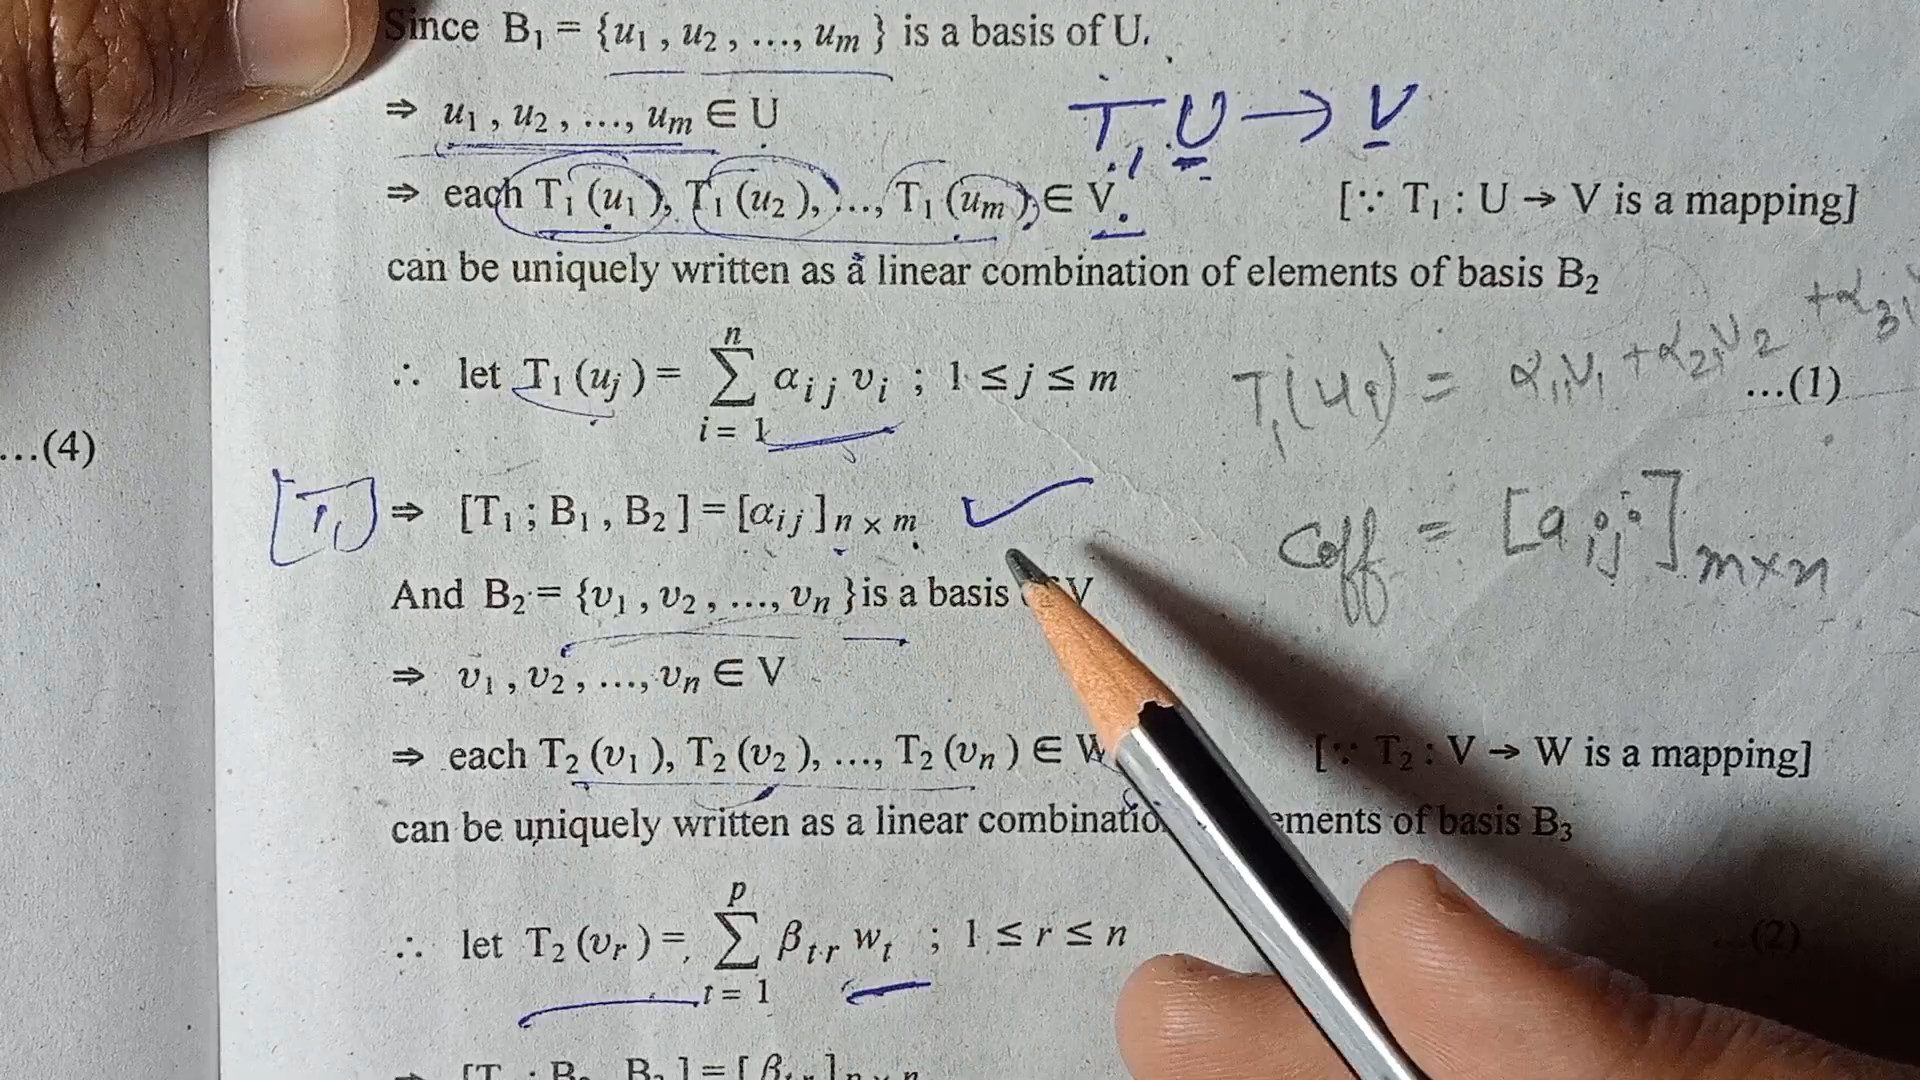 Since B₁ = {u₁ , u₂ , ..., uₘ } is a basis of U.
⇒ u₁ , u₂ , ..., uₘ ∈ U
T₁ U → V
⇒ each T₁ (u₁ ), T₁ (u₂ ), ..., T₁ (uₘ ) ∈ V. [∵ T₁ : U → V is a mapping]
can be uniquely written as a linear combination of elements of basis B₂
∴ let T₁ (uⱼ ) = ∑ᵢ₌₁ⁿ αᵢⱼ vᵢ ; 1 ≤ j ≤ m ...(1)
T₁(u₁) = α₁₁v₁ + α₂₁v₂ + α₃₁
...(4)
[T₁] ⇒ [T₁ ; B₁ , B₂ ] = [αᵢⱼ ]ₙ ₓ ₘ ✓
Coff = [aᵢⱼ]ₘₓₙ
And B₂ = {v₁ , v₂ , ..., vₙ } is a basis of V
⇒ v₁ , v₂ , ..., vₙ ∈ V
⇒ each T₂ (v₁ ), T₂ (v₂ ), ..., T₂ (vₙ ) ∈ W [∵ T₂ : V → W is a mapping]
can be uniquely written as a linear combination elements of basis B₃
∴ let T₂ (vᵣ ) = ∑ₜ₌₁ᵖ βₜᵣ wₜ ; 1 ≤ r ≤ n ...(2)